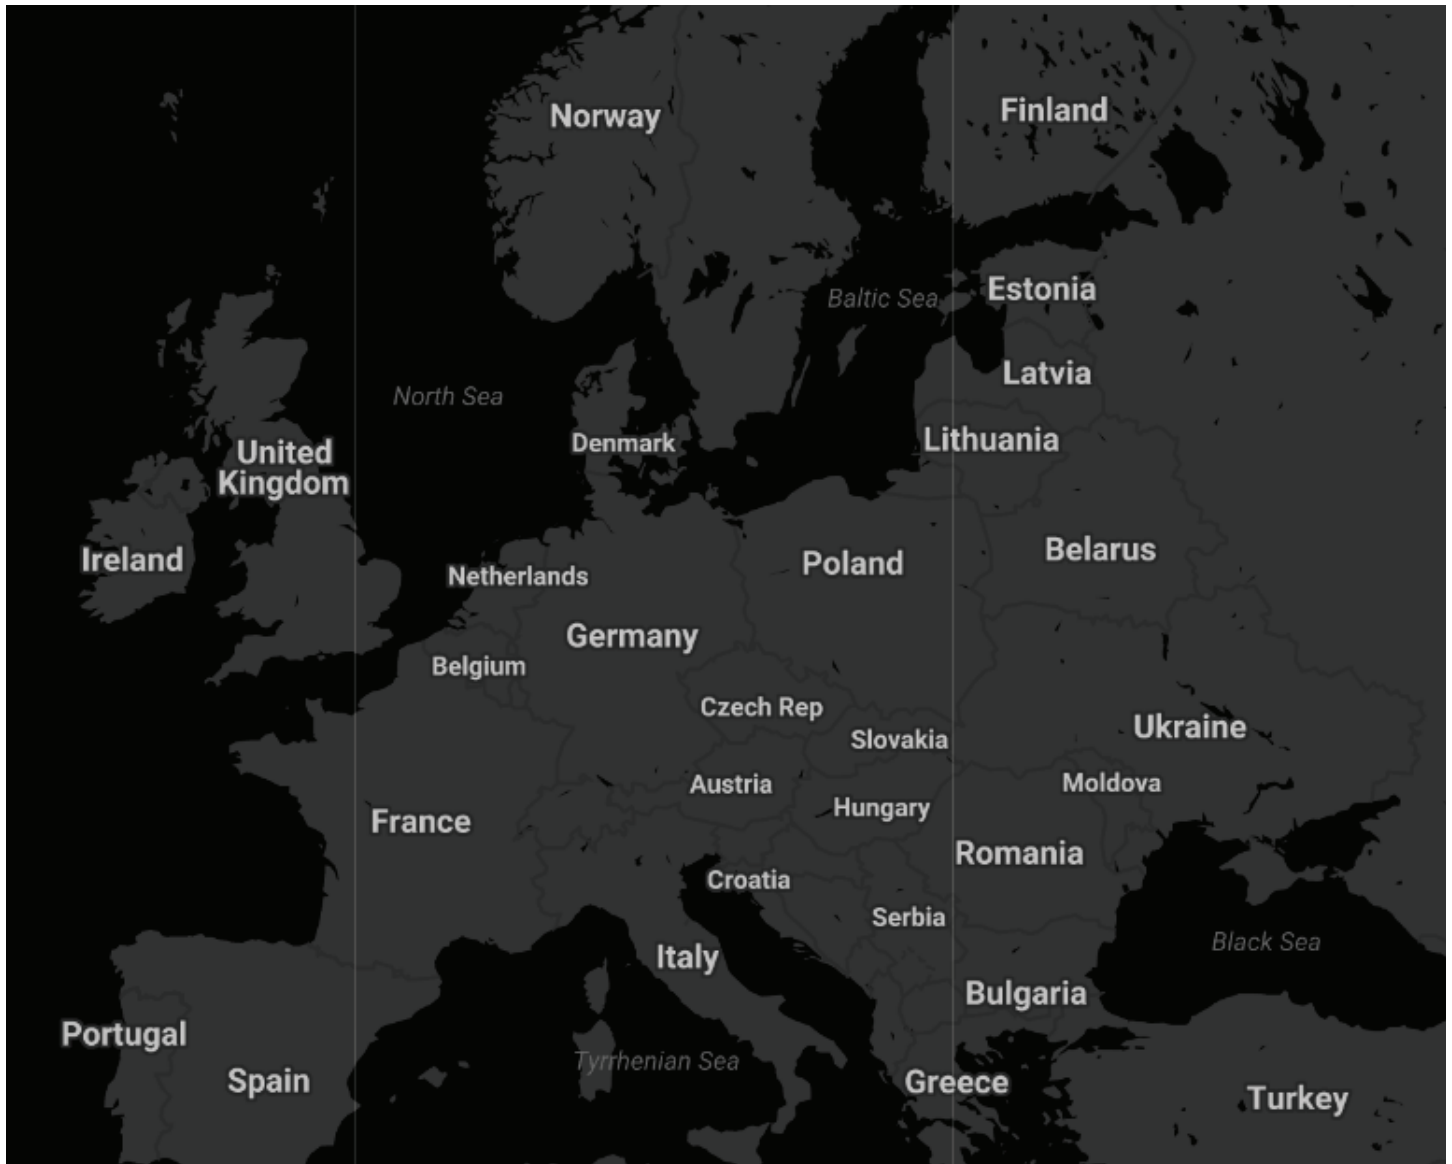 Norway
Finland
Estonia
Baltic Sea
Latvia
North Sea
Denmark
Lithuania
United
Kingdom
Ireland
Netherlands
Poland
Belarus
Germany
Belgium
Czech Rep
Slovakia
Ukraine
Austria
Moldova
Hungary
France
Romania
Croatia
Serbia
Black Sea
Italy
Bulgaria
Portugal
Tyrrhenian Sea
Spain
Greece
Turkey